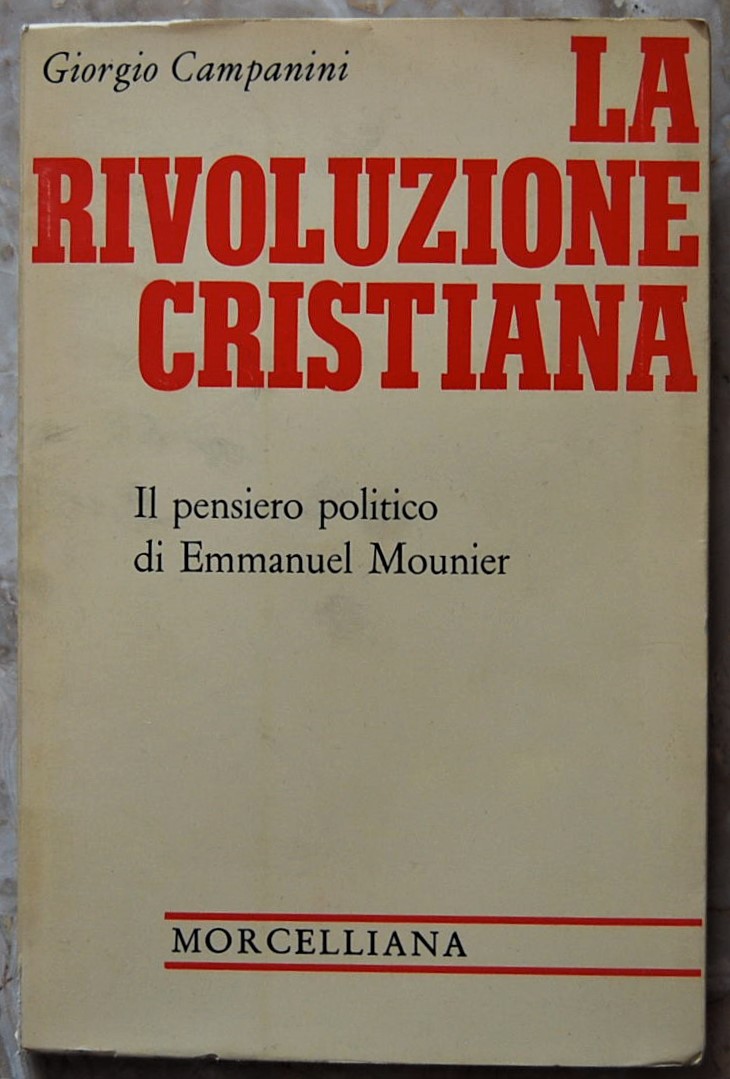 Giorgio Campanini
LA
RIVOLUZIONE
CRISTIANA
Il pensiero politico
di Emmanuel Mounier
MORCELLIANA